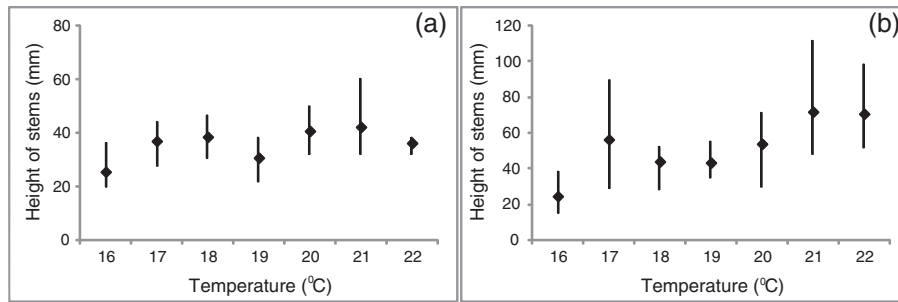 (a)
80
60
40
20
0
Height of stems (mm)
16 17 18 19 20 21 22
Temperature (⁰C)
(b)
120
100
80
60
40
20
0
Height of stems (mm)
16 17 18 19 20 21 22
Temperature (⁰C)